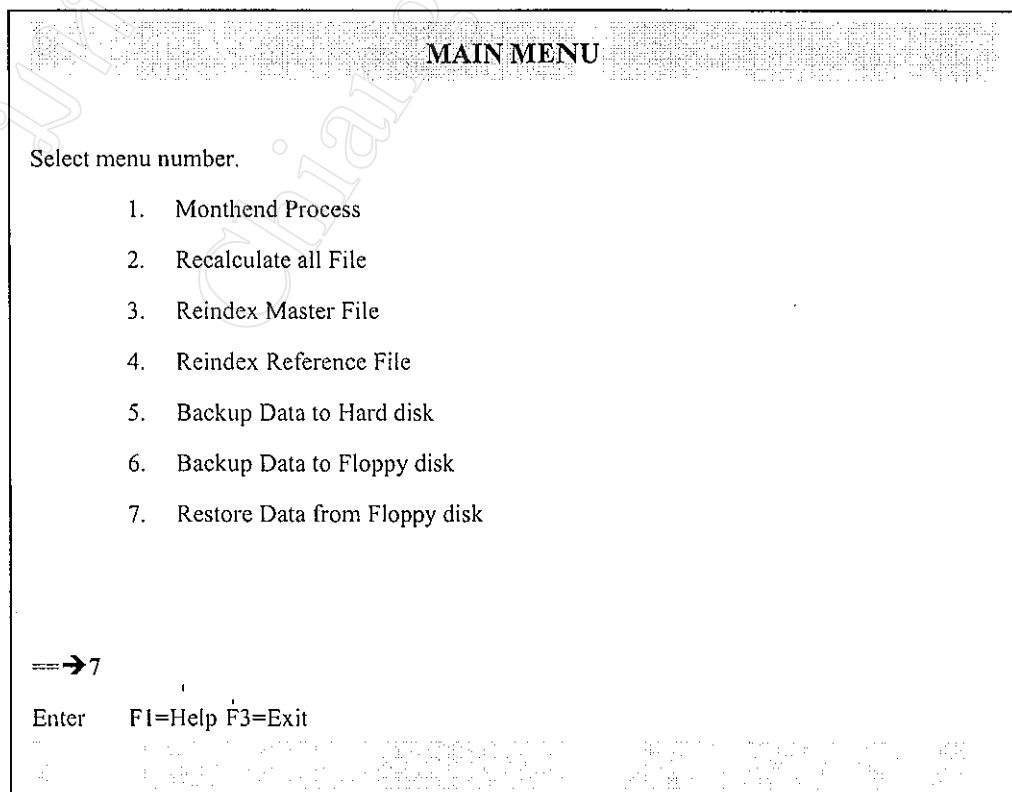 MAIN MENU
Select menu number.
1. Monthend Process
2. Recalculate all File
3. Reindex Master File
4. Reindex Reference File
5. Backup Data to Hard disk
6. Backup Data to Floppy disk
7. Restore Data from Floppy disk
==➔7
Enter F1=Help F3=Exit
Chiang